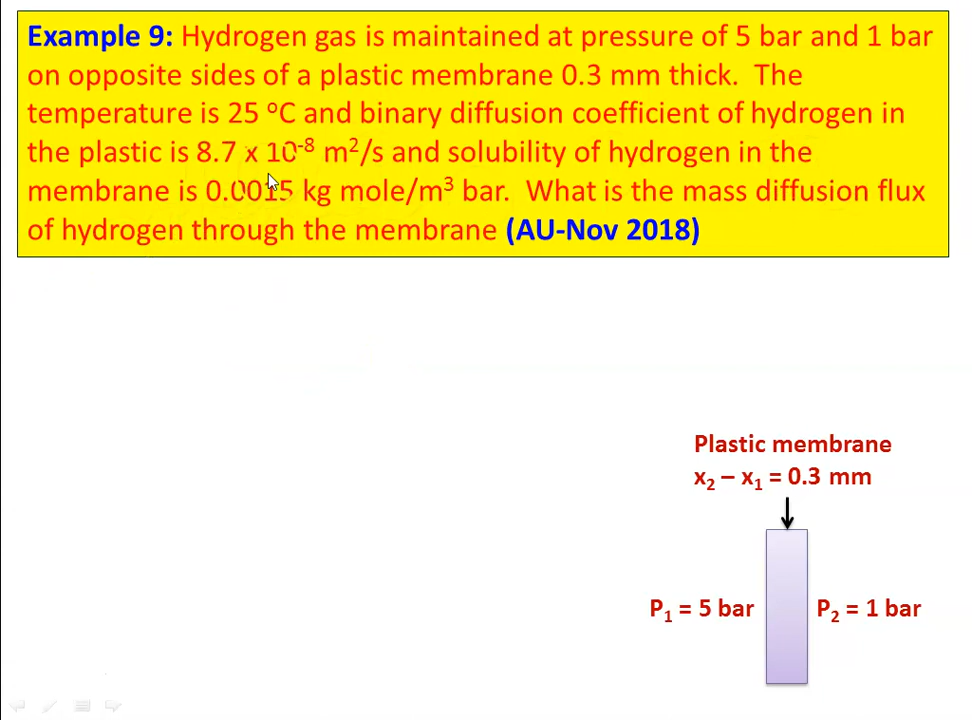 Example 9: Hydrogen gas is maintained at pressure of 5 bar and 1 bar
on opposite sides of a plastic membrane 0.3 mm thick. The
temperature is 25 °C and binary diffusion coefficient of hydrogen in
the plastic is 8.7 x 10⁻⁸ m²/s and solubility of hydrogen in the
membrane is 0.0015 kg mole/m³ bar. What is the mass diffusion flux
of hydrogen through the membrane (AU-Nov 2018)
Plastic membrane
x₂ – x₁ = 0.3 mm
P₁ = 5 bar
P₂ = 1 bar